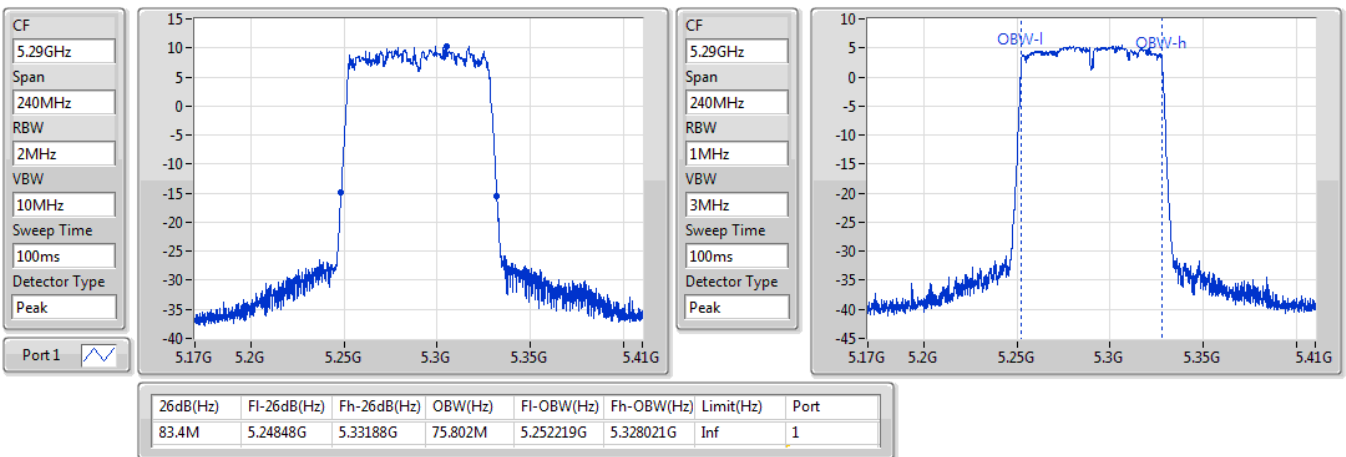 CF
5.29GHz
Span
240MHz
RBW
2MHz
VBW
10MHz
Sweep Time
100ms
Detector Type
Peak
Port 1
15
10
5
0
-5
-10
-15
-20
-25
-30
-35
-40
5.17G 5.2G 5.25G 5.3G 5.35G 5.41G
CF
5.29GHz
Span
240MHz
RBW
1MHz
VBW
3MHz
Sweep Time
100ms
Detector Type
Peak
10
5
0
-5
-10
-15
-20
-25
-30
-35
-40
-45
OBW-l OBW-h
5.17G 5.2G 5.25G 5.3G 5.35G 5.41G
26dB(Hz) Fl-26dB(Hz) Fh-26dB(Hz) OBW(Hz) Fl-OBW(Hz) Fh-OBW(Hz) Limit(Hz) Port
83.4M 5.24848G 5.33188G 75.802M 5.252219G 5.328021G Inf 1